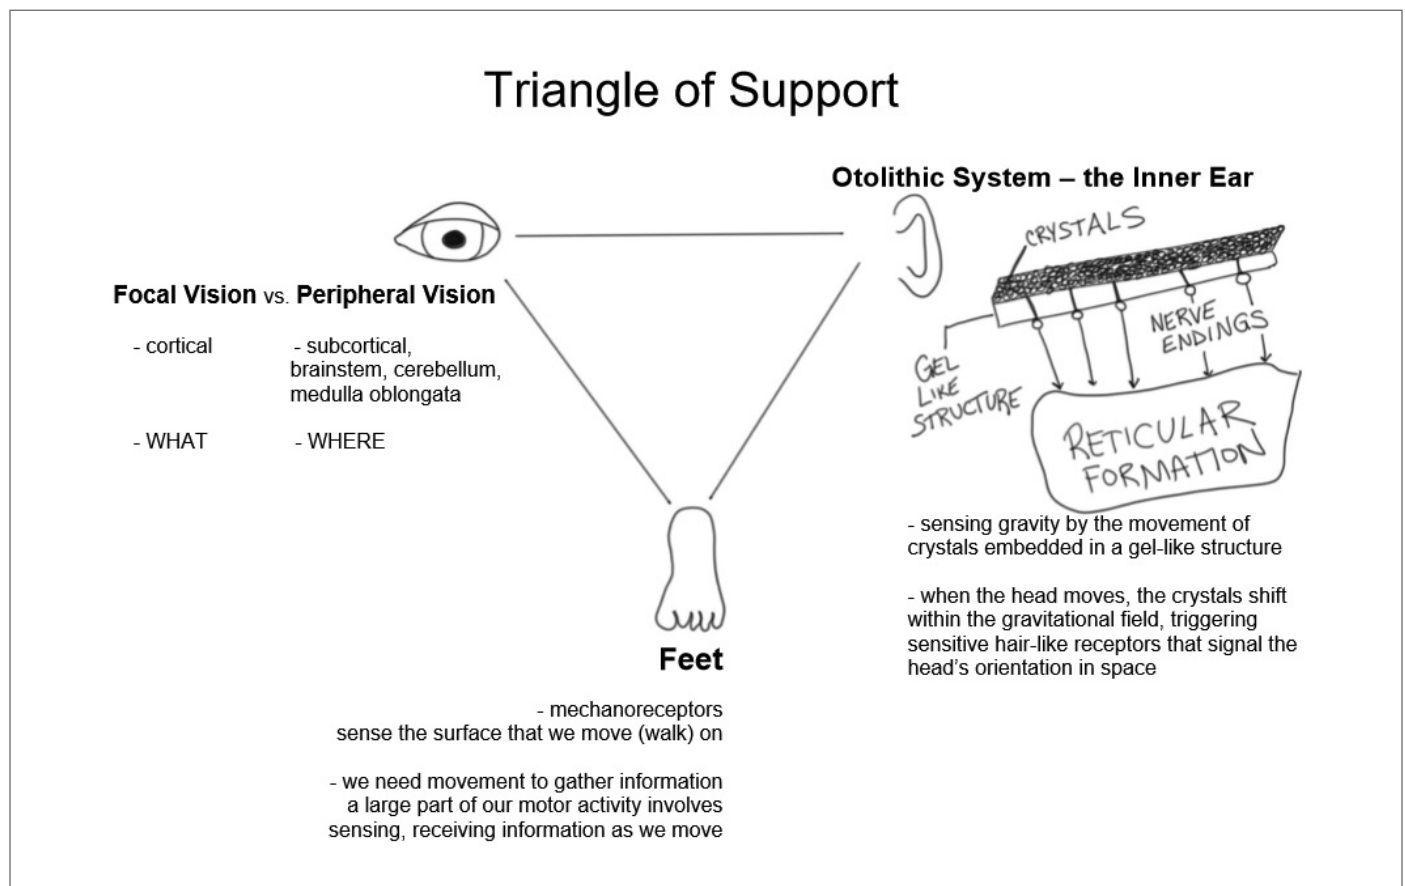 Triangle of Support
Otolithic System – the Inner Ear
CRYSTALS
NERVE
ENDINGS
GEL
LIKE
STRUCTURE
RETICULAR
FORMATION
- sensing gravity by the movement of
crystals embedded in a gel-like structure
- when the head moves, the crystals shift
within the gravitational field, triggering
sensitive hair-like receptors that signal the
head's orientation in space
Focal Vision vs. Peripheral Vision
- cortical - subcortical,
brainstem, cerebellum,
medulla oblongata
- WHAT - WHERE
Feet
- mechanoreceptors
sense the surface that we move (walk) on
- we need movement to gather information
a large part of our motor activity involves
sensing, receiving information as we move